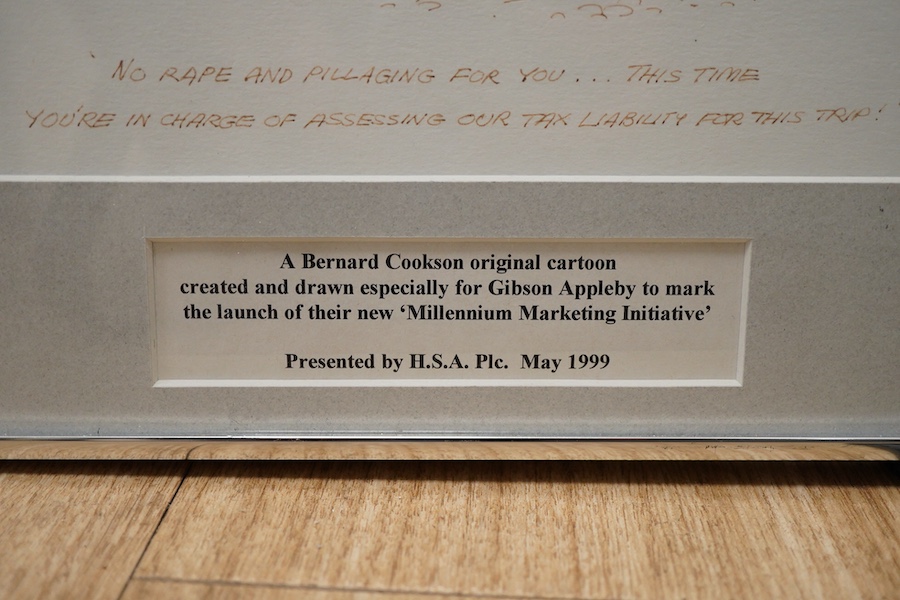 NO RAPE AND PILLAGING FOR YOU... THIS TIME
YOU'RE IN CHARGE OF ASSESSING OUR TAX LIABILITY FOR THIS TRIP!
A Bernard Cookson original cartoon
created and drawn especially for Gibson Appleby to mark
the launch of their new ‘Millennium Marketing Initiative’
Presented by H.S.A. Plc.  May 1999